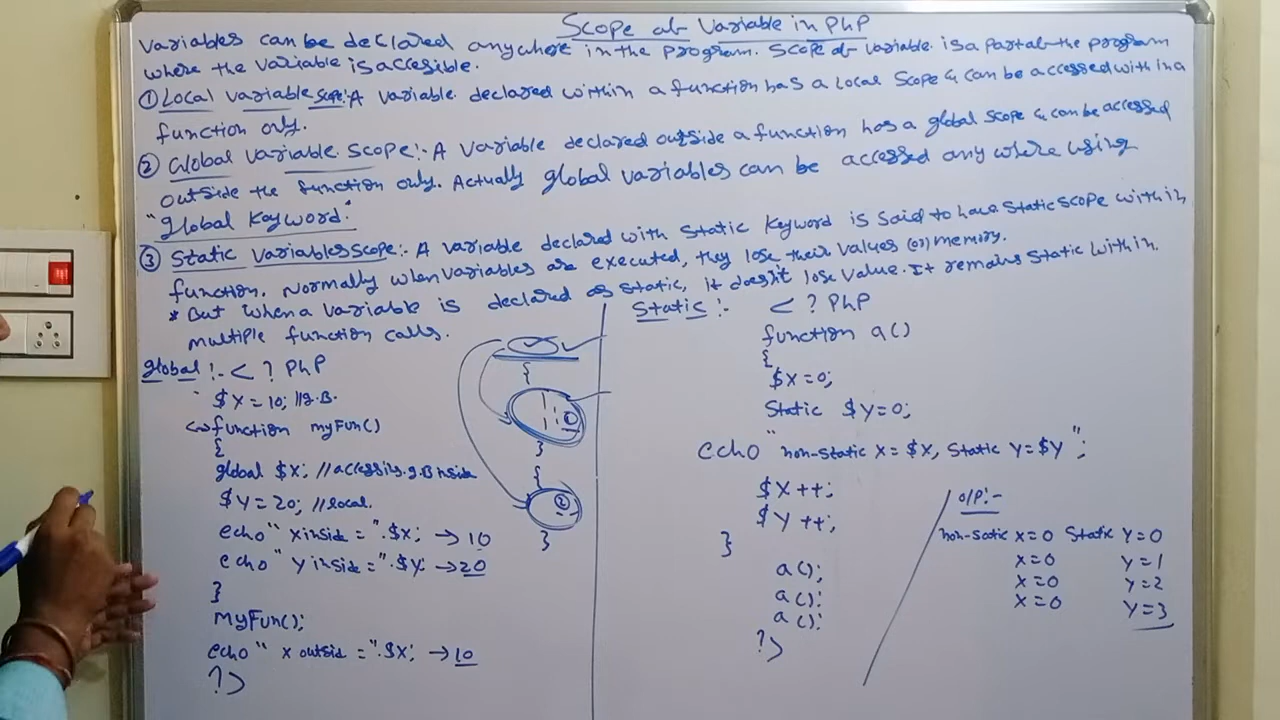 Scope of Variable in PhP
Variables can be declared anywhere in the program. Scope of variable is a part of the program
where the variable is accesible.
① Local variable scope:- A variable declared within a function has a Local scope & can be accessed within a
function only.
② Global variable scope:- A variable declared outside a function has a global scope & can be accessed
outside the function only. Actually global variables can be accessed any where using
"global keyword."
③ Static variables scope:- A variable declared with Static Keyword is Said to have Static scope within
function. Normally when variables are executed, they lose their values (or) memory.
* But when a variable is declared as static, it doesn't lose value. It remains static within
multiple function calls.
global :- < ? PhP
$X=10; //g.B.
function myFun()
{
global $x; //accessing g.B inside
$Y=20; //local.
echo "X inside =".$x; → 10
echo "Y inside =".$Y; → 20
}
myFun();
echo "X outsid =".$x; → 10
?>
{
①
}
{
②
}
Static :- < ? PhP
function a()
{
$X=0;
Static $Y=0;
echo "non-static X=$X, Static Y=$Y";
$X++;
$Y++;
}
a();
a();
a();
?>
O/P:-
non-static X=0 Static Y=0
X=0 Y=1
X=0 Y=2
X=0 Y=3